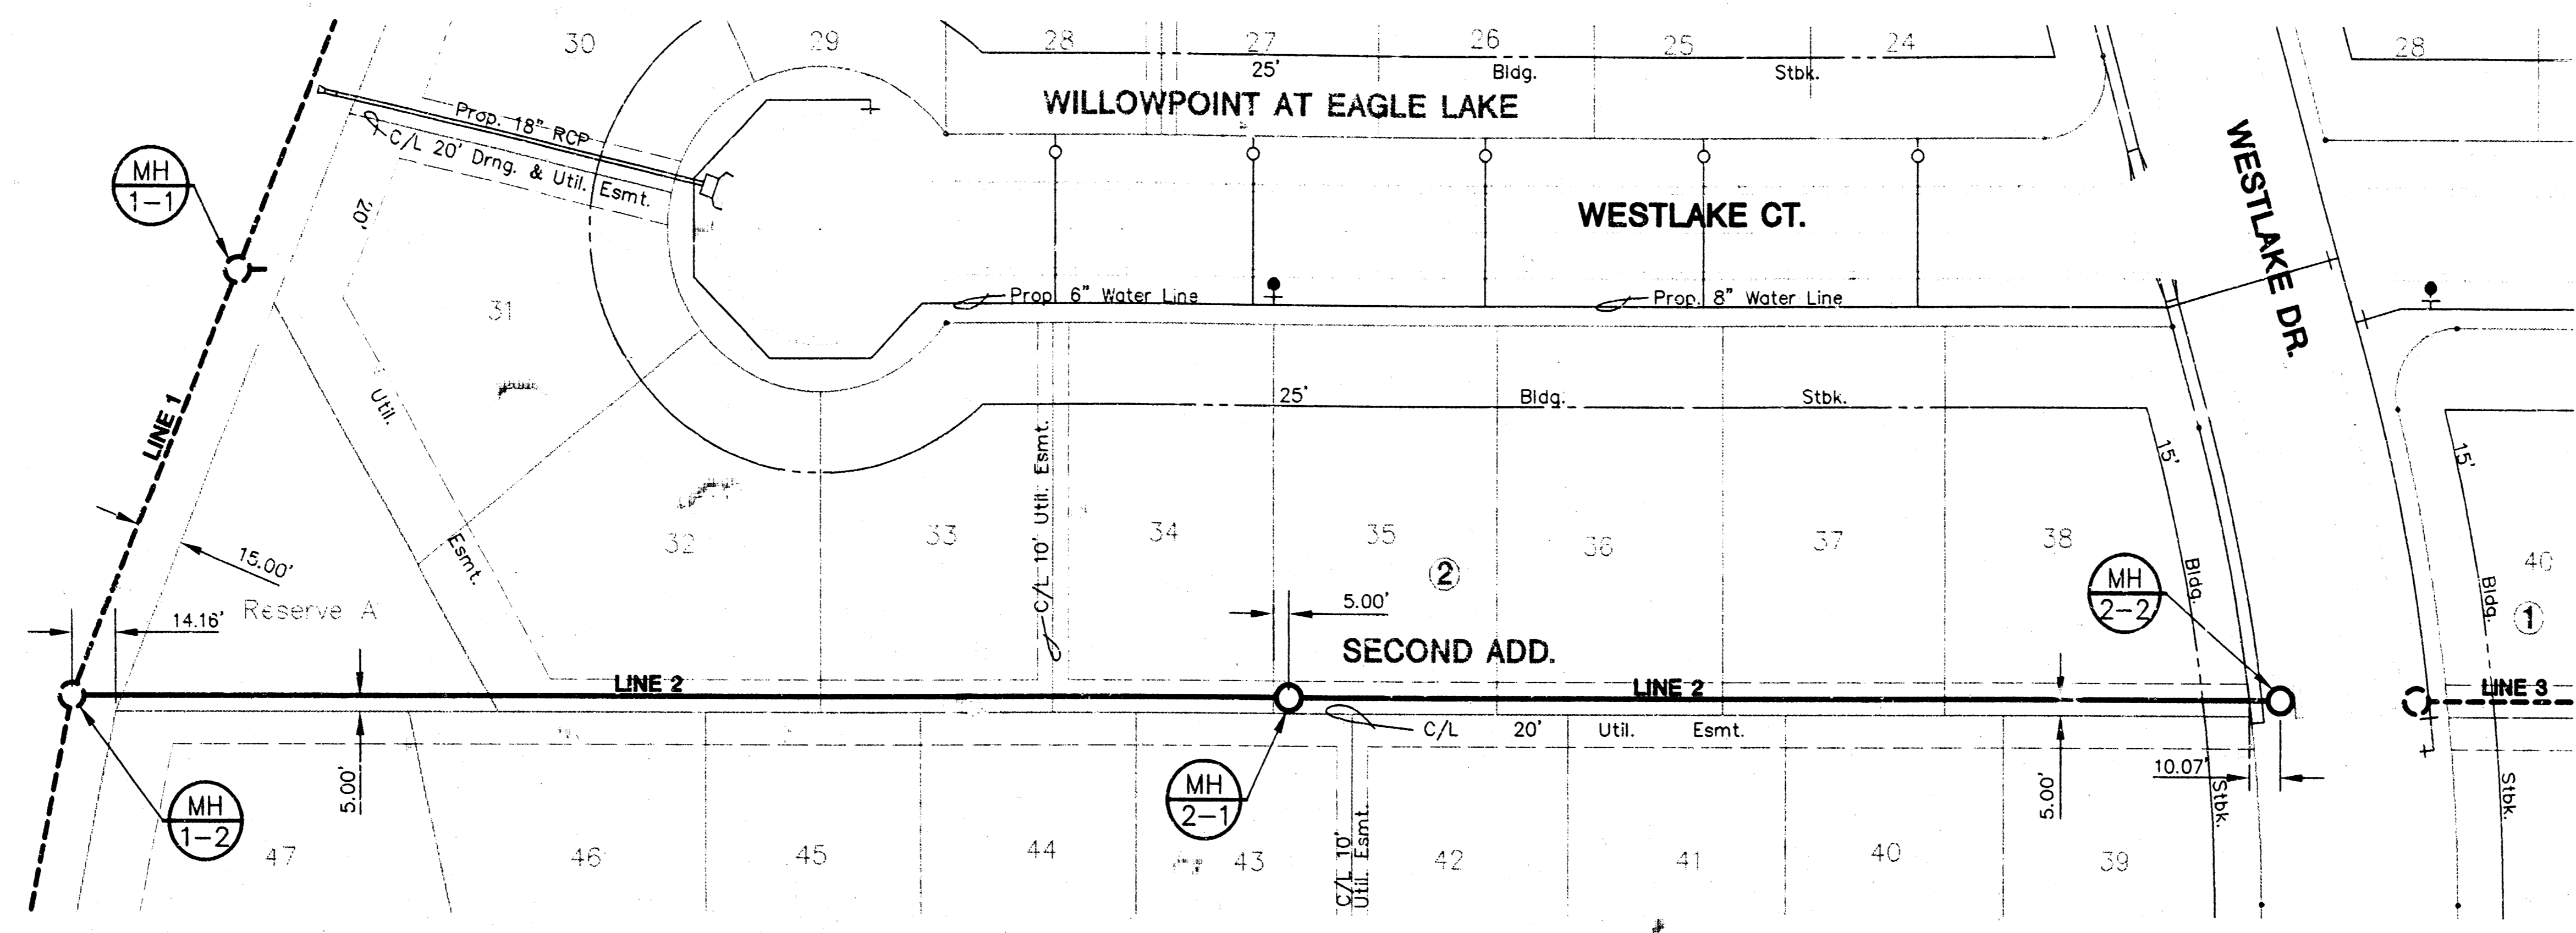 30
29
28
27
26
25
24
28
25'
Bldg.
Stbk.
WILLOWPOINT AT EAGLE LAKE
Prop. 18" RCP
C/L 20' Drng. & Util. Esmt.
MH
1-1
20'
WESTLAKE CT.
WESTLAKE DR.
31
Prop. 6" Water Line
Prop. 8" Water Line
LINE 1
Util.
Esmt.
25'
Bldg.
Stbk.
15'
15'
C/L 10' Util. Esmt.
32
33
34
35
36
37
38
40
2
1
15.00'
Reserve A
14.16'
5.00'
MH
2-2
Bldg.
Bldg.
SECOND ADD.
LINE 2
LINE 2
LINE 3
C/L 20' Util. Esmt.
5.00'
MH
1-2
MH
2-1
5.00'
10.07'
Stbk.
Stbk.
C/L 10'
Util. Esmt.
47
46
45
44
43
42
41
40
39